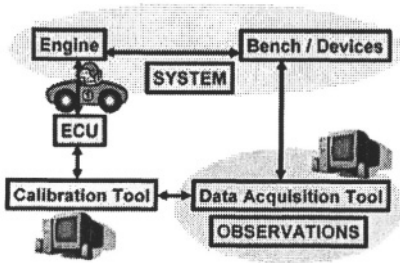 Engine
Bench / Devices
SYSTEM
ECU
Calibration Tool
Data Acquisition Tool
OBSERVATIONS